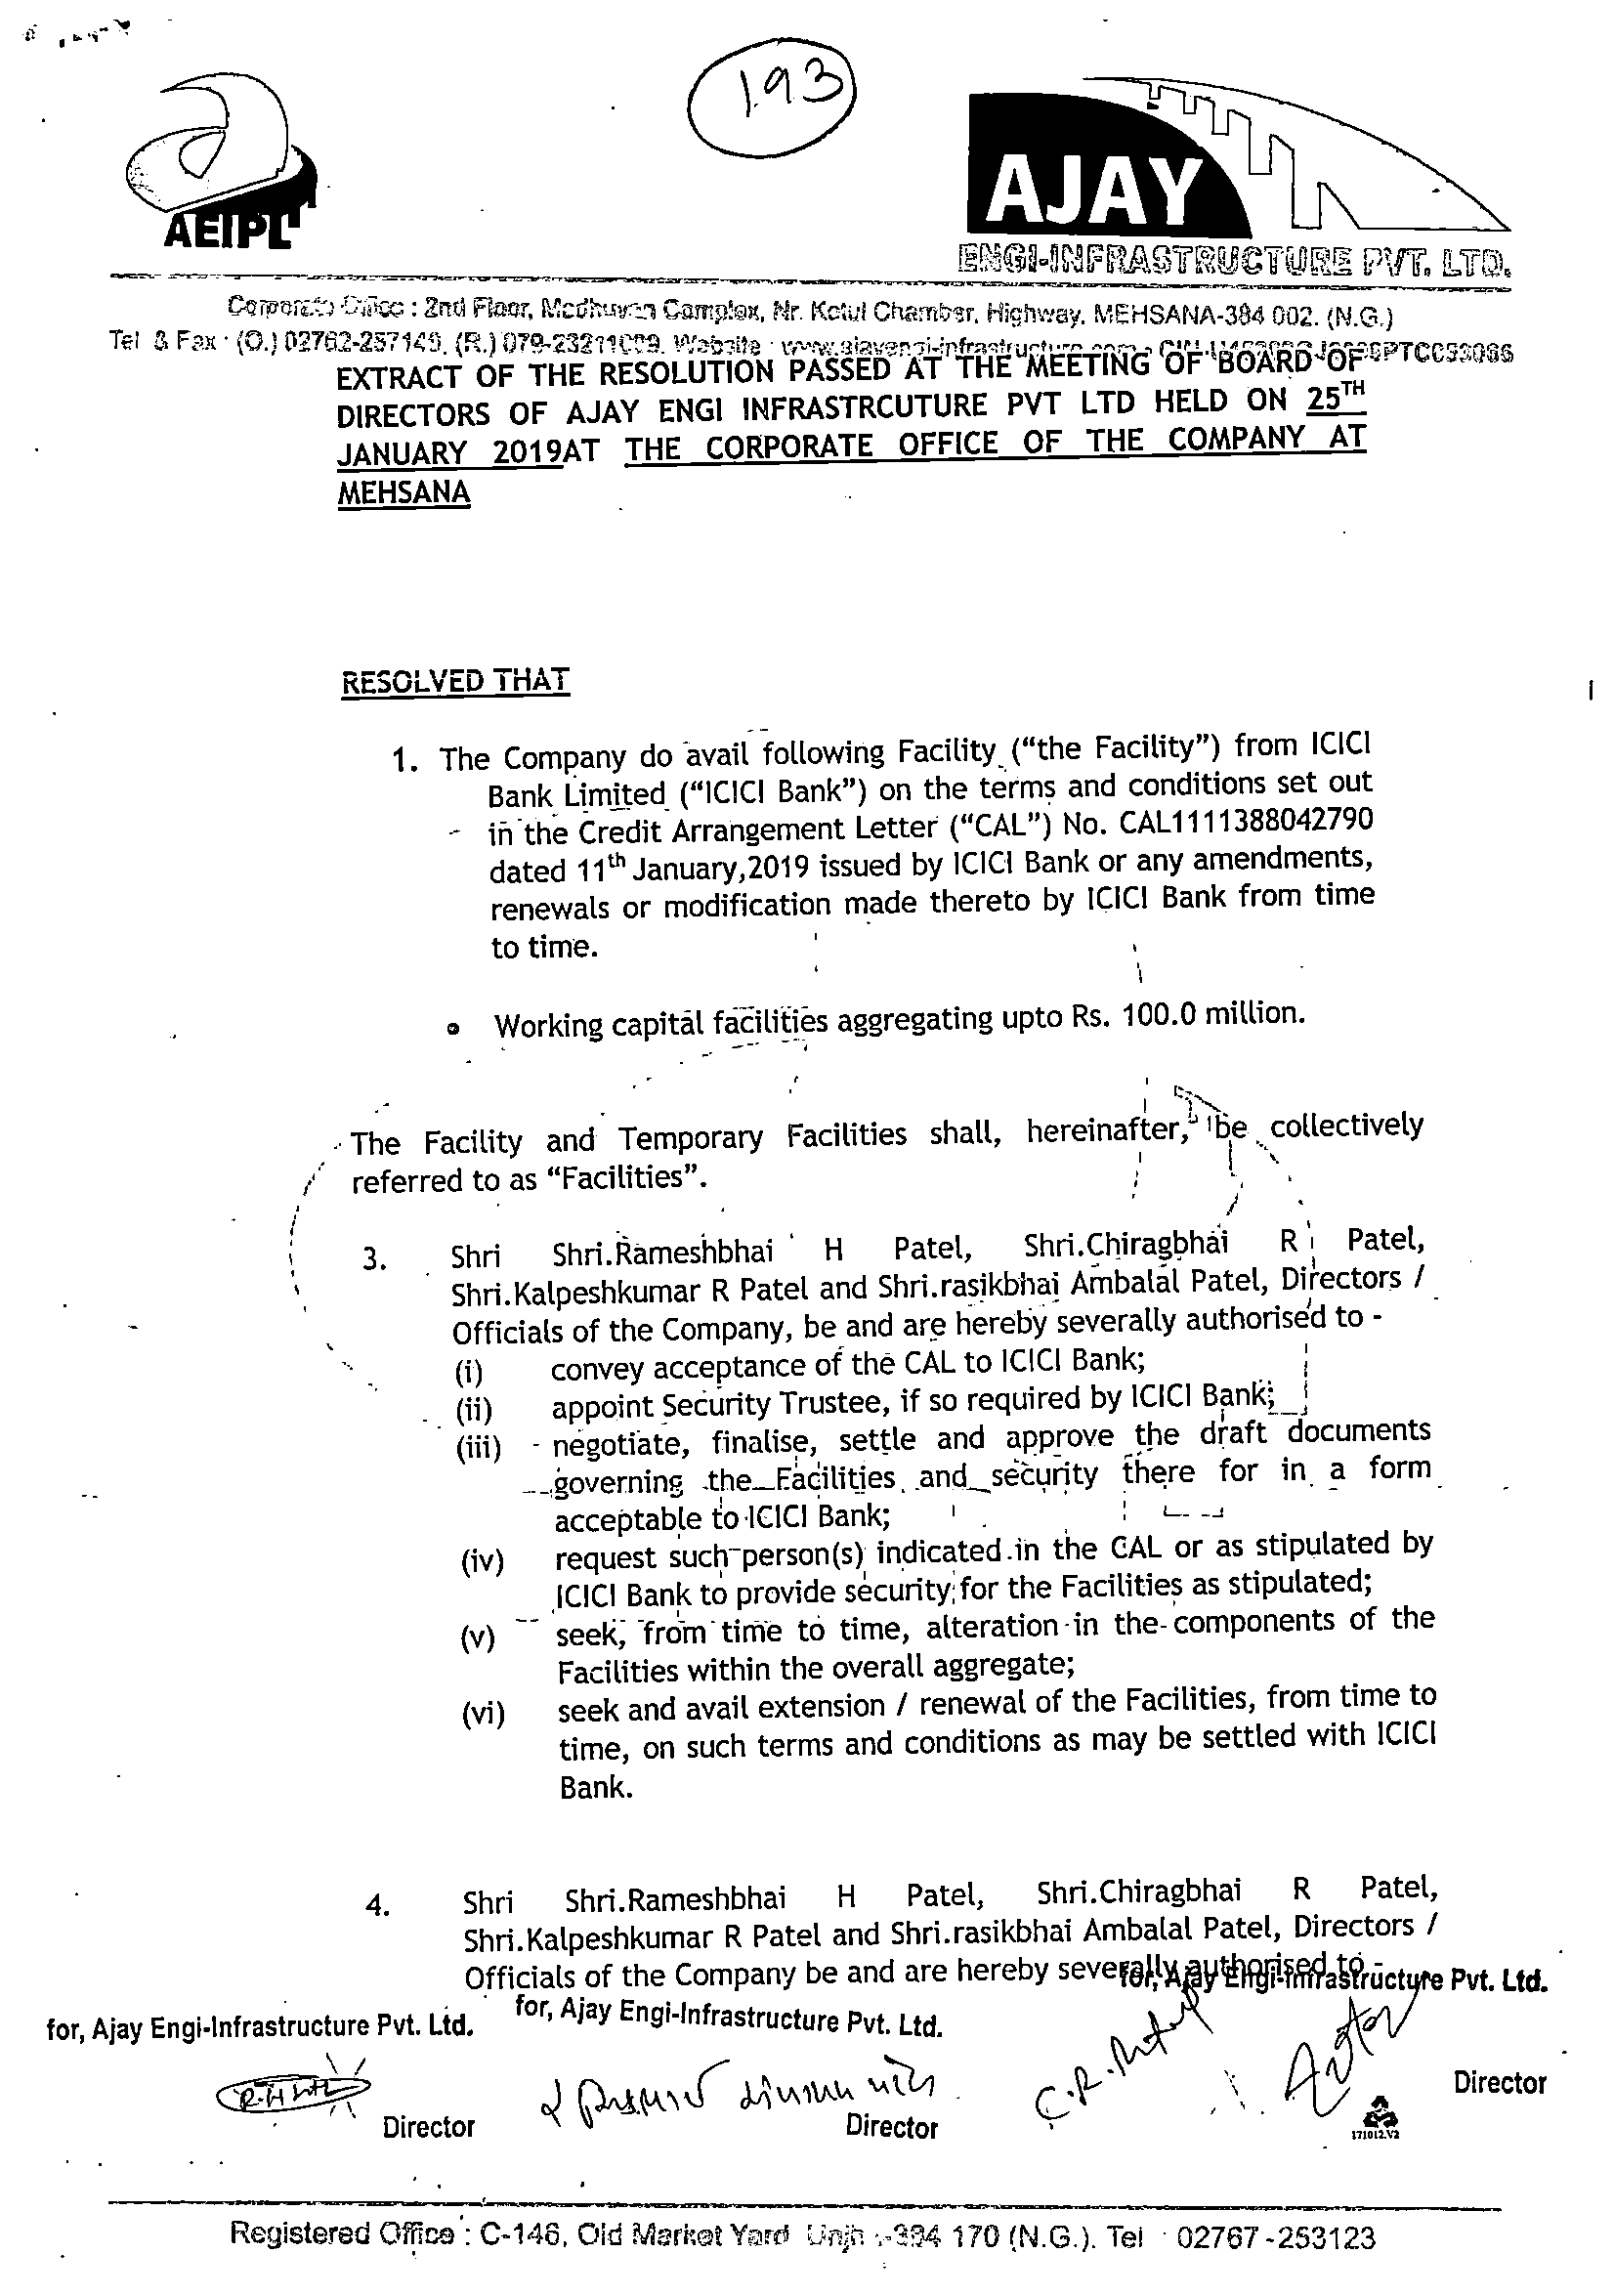 193
AEIPL
AJAY
ENGI-INFRASTRUCTURE PVT. LTD.
Corporate Office : 2nd Floor, Madhuvan Complex, Nr. Kotul Chamber, Highway, MEHSANA-384 002. (N.G.)
Tel & Fax : (O.) 02762-257149, (R.) 079-23211089. Website :
EXTRACT OF THE RESOLUTION PASSED AT THE MEETING OF BOARD OF
DIRECTORS OF AJAY ENGI INFRASTRCUTURE PVT LTD HELD ON 25TH
JANUARY 2019AT THE CORPORATE OFFICE OF THE COMPANY AT
MEHSANA
RESOLVED THAT
1. The Company do avail following Facility ("the Facility") from ICICI
Bank Limited ("ICICI Bank") on the terms and conditions set out
in the Credit Arrangement Letter ("CAL") No. CAL1111388042790
dated 11th January,2019 issued by ICICI Bank or any amendments,
renewals or modification made thereto by ICICI Bank from time
to time.
• Working capital facilities aggregating upto Rs. 100.0 million.
The Facility and Temporary Facilities shall, hereinafter, be collectively
referred to as "Facilities".
3. Shri Shri.Rameshbhai H Patel, Shri.Chiragbhai R Patel,
Shri.Kalpeshkumar R Patel and Shri.rasikbhai Ambalal Patel, Directors /
Officials of the Company, be and are hereby severally authorised to -
(i) convey acceptance of the CAL to ICICI Bank;
(ii) appoint Security Trustee, if so required by ICICI Bank;
(iii) negotiate, finalise, settle and approve the draft documents
governing the Facilities and security there for in a form
acceptable to ICICI Bank;
(iv) request such person(s) indicated in the CAL or as stipulated by
ICICI Bank to provide security for the Facilities as stipulated;
(v) seek, from time to time, alteration in the components of the
Facilities within the overall aggregate;
(vi) seek and avail extension / renewal of the Facilities, from time to
time, on such terms and conditions as may be settled with ICICI
Bank.
4. Shri Shri.Rameshbhai H Patel, Shri.Chiragbhai R Patel,
Shri.Kalpeshkumar R Patel and Shri.rasikbhai Ambalal Patel, Directors /
Officials of the Company be and are hereby severally authorised to -
for, Ajay Engi-Infrastructure Pvt. Ltd.
for, Ajay Engi-Infrastructure Pvt. Ltd.
for, Ajay Engi-Infrastructure Pvt. Ltd.
C.R.Patel
Director
Director
Director
171012.V2
Registered Office : C-146, Old Market Yard Unjha-384 170 (N.G.). Tel : 02767-253123